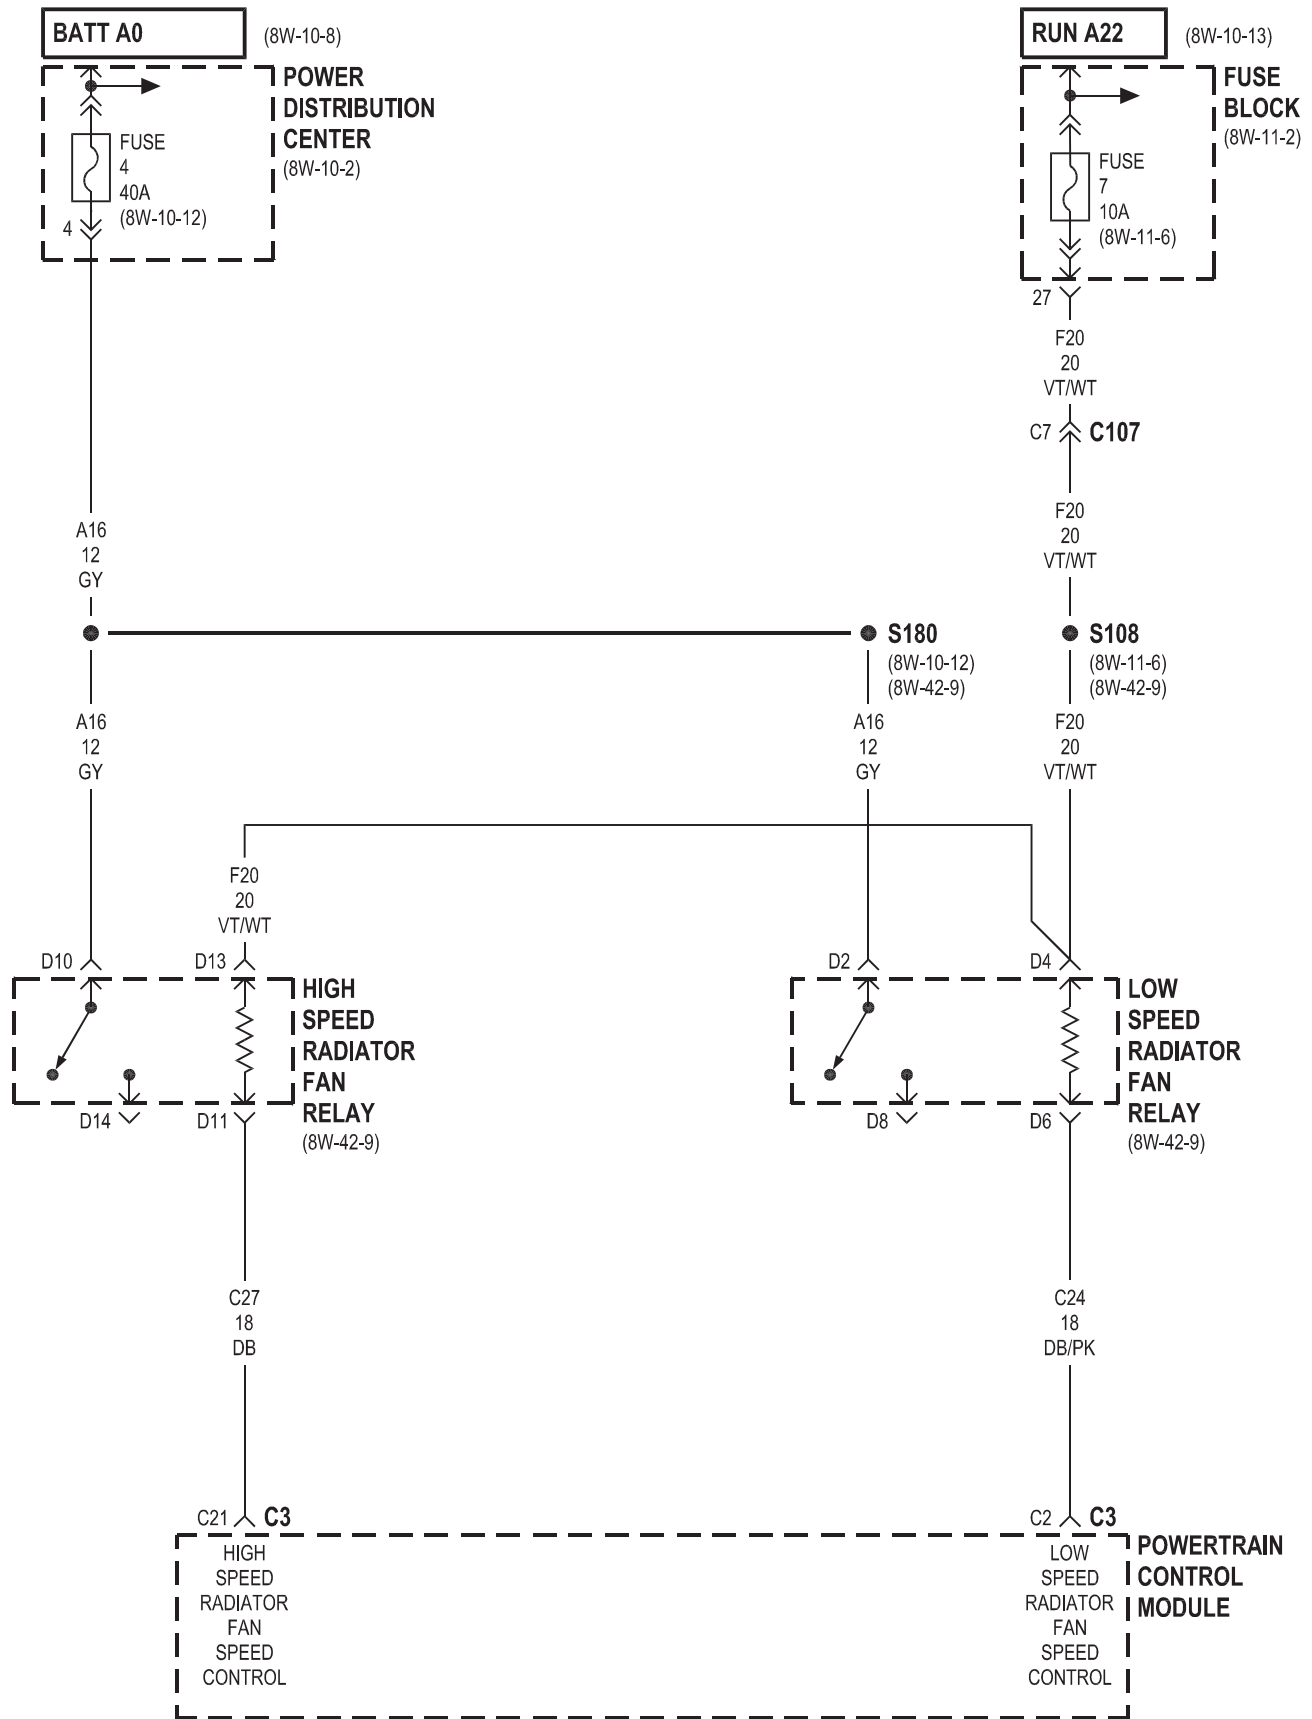 BATT A0
(8W-10-8)
POWER
DISTRIBUTION
CENTER
(8W-10-2)
FUSE
4
40A
(8W-10-12)
4
RUN A22
(8W-10-13)
FUSE
BLOCK
(8W-11-2)
FUSE
7
10A
(8W-11-6)
27
F20
20
VT/WT
C7
C107
F20
20
VT/WT
A16
12
GY
S180
(8W-10-12)
(8W-42-9)
S108
(8W-11-6)
(8W-42-9)
A16
12
GY
A16
12
GY
F20
20
VT/WT
F20
20
VT/WT
D10
D13
HIGH
SPEED
RADIATOR
FAN
RELAY
(8W-42-9)
D14
D11
D2
D4
LOW
SPEED
RADIATOR
FAN
RELAY
(8W-42-9)
D8
D6
C27
18
DB
C24
18
DB/PK
C21
C3
C2
C3
HIGH
SPEED
RADIATOR
FAN
SPEED
CONTROL
LOW
SPEED
RADIATOR
FAN
SPEED
CONTROL
POWERTRAIN
CONTROL
MODULE